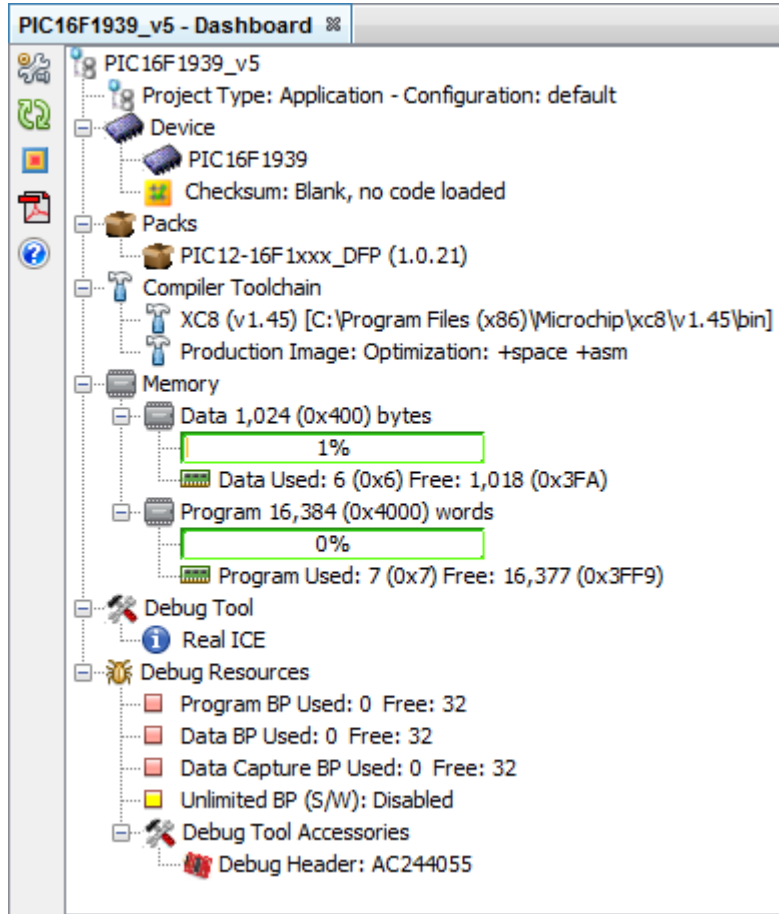 PIC16F1939_v5 - Dashboard
PIC16F1939_v5
Project Type: Application - Configuration: default
Device
PIC16F1939
Checksum: Blank, no code loaded
Packs
PIC12-16F1xxx_DFP (1.0.21)
Compiler Toolchain
XC8 (v1.45) [C:\Program Files (x86)\Microchip\xc8\v1.45\bin]
Production Image: Optimization: +space +asm
Memory
Data 1,024 (0x400) bytes
1%
Data Used: 6 (0x6) Free: 1,018 (0x3FA)
Program 16,384 (0x4000) words
0%
Program Used: 7 (0x7) Free: 16,377 (0x3FF9)
Debug Tool
Real ICE
Debug Resources
Program BP Used: 0 Free: 32
Data BP Used: 0 Free: 32
Data Capture BP Used: 0 Free: 32
Unlimited BP (S/W): Disabled
Debug Tool Accessories
Debug Header: AC244055